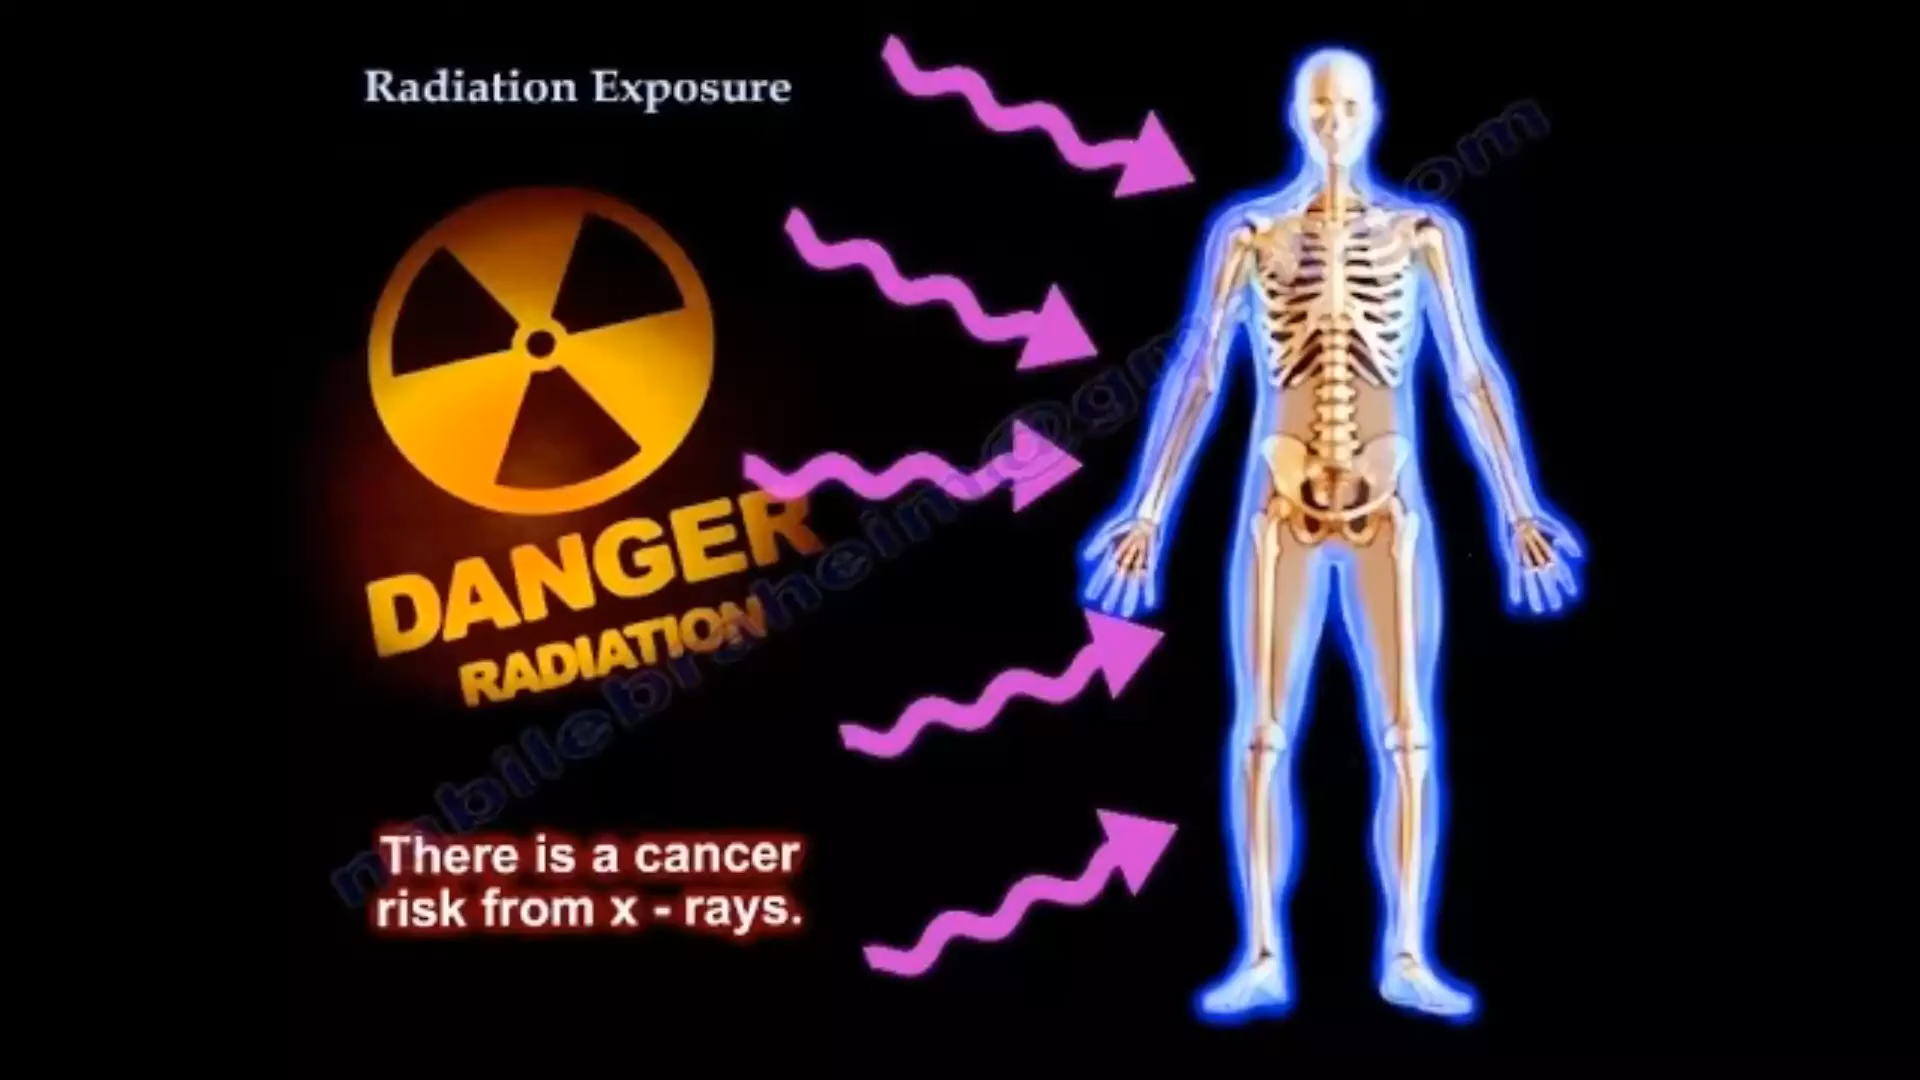 Radiation Exposure
DANGER
RADIATION
There is a cancer
risk from x - rays.